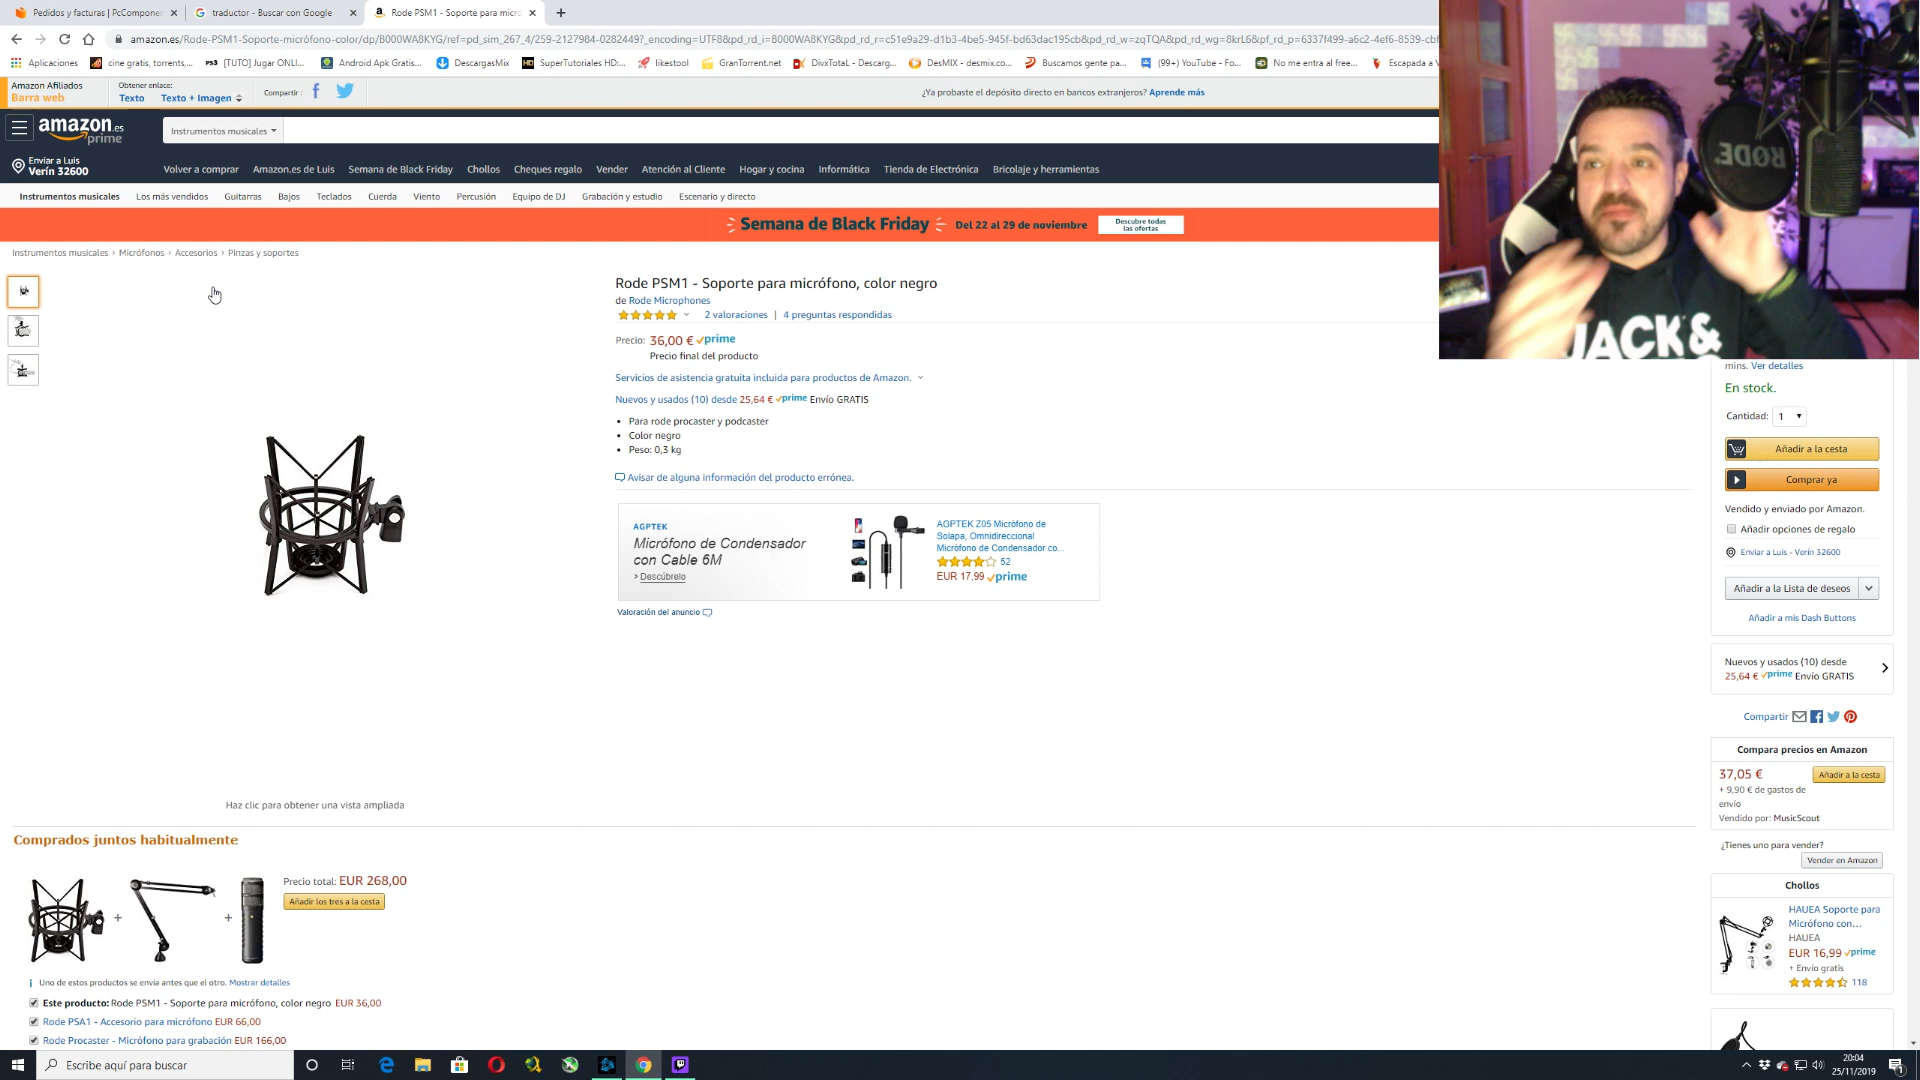 Pedidos y facturas | PcComponen
traductor - Buscar con Google
Rode PSM1 - Soporte para micró
amazon.es/Rode-PSM1-Soporte-micrófono-color/dp/B000WA8KYG/ref=pd_sim_267_4/259-2127984-0282449?_encoding=UTF8&pd_rd_i=B000WA8KYG&pd_rd_r=c51e9a29-d1b3-4be5-945f-bd63dac195cb&pd_rd_w=zqTQA&pd_rd_wg=8krL6&pf_rd_p=6337f499-a6c2-4ef6-8539-cbf
Aplicaciones
cine gratis, torrents,...
PS3 [TUTO] Jugar ONLI...
Android Apk Gratis...
DescargasMix
SuperTutoriales HD:...
likestool
GranTorrent.net
DivxTotaL - Descarg...
DesMIX - desmix.co...
Buscamos gente pa...
(99+) YouTube - Fo...
No me entra al free...
Escapada a V
Amazon Afiliados
Barra web
Obtener enlace:
Texto Texto + Imagen
Compartir :
¿Ya probaste el depósito directo en bancos extranjeros? Aprende más
amazon.es
prime
Instrumentos musicales
Enviar a Luis
Verín 32600
Volver a comprar Amazon.es de Luis Semana de Black Friday Chollos Cheques regalo Vender Atención al Cliente Hogar y cocina Informática Tienda de Electrónica Bricolaje y herramientas
Instrumentos musicales Los más vendidos Guitarras Bajos Teclados Cuerda Viento Percusión Equipo de DJ Grabación y estudio Escenario y directo
Semana de Black Friday Del 22 al 29 de noviembre
Descubre todas
las ofertas
Instrumentos musicales › Micrófonos › Accesorios › Pinzas y soportes
RØDE
JACK &
Rode PSM1 - Soporte para micrófono, color negro
de Rode Microphones
2 valoraciones | 4 preguntas respondidas
Precio: 36,00 € prime
Precio final del producto
Servicios de asistencia gratuita incluida para productos de Amazon.
Nuevos y usados (10) desde 25,64 € prime Envío GRATIS
• Para rode procaster y podcaster
• Color negro
• Peso: 0,3 kg
Avisar de alguna información del producto errónea.
AGPTEK
Micrófono de Condensador
con Cable 6M
› Descúbrelo
AGPTEK Z05 Micrófono de
Solapa, Omnidireccional
Micrófono de Condensador co...
52
EUR 17,99 prime
Valoración del anuncio
Haz clic para obtener una vista ampliada
mins. Ver detalles
En stock.
Cantidad: 1
Añadir a la cesta
Comprar ya
Vendido y enviado por Amazon.
Añadir opciones de regalo
Enviar a Luis - Verín 32600
Añadir a la Lista de deseos
Añadir a mis Dash Buttons
Nuevos y usados (10) desde
25,64 € prime Envío GRATIS
Compartir
Compara precios en Amazon
37,05 €
Añadir a la cesta
+ 9,90 € de gastos de
envío
Vendido por: MusicScout
¿Tienes uno para vender?
Vender en Amazon
Chollos
HAUEA Soporte para
Micrófono con...
HAUEA
EUR 16,99 prime
+ Envío gratis
118
Comprados juntos habitualmente
+
+
Precio total: EUR 268,00
Añadir los tres a la cesta
i Uno de estos productos se envía antes que el otro. Mostrar detalles
Este producto: Rode PSM1 - Soporte para micrófono, color negro EUR 36,00
Rode PSA1 - Accesorio para micrófono EUR 66,00
Rode Procaster - Micrófono para grabación EUR 166,00
Escribe aquí para buscar
20:04
25/11/2019
1